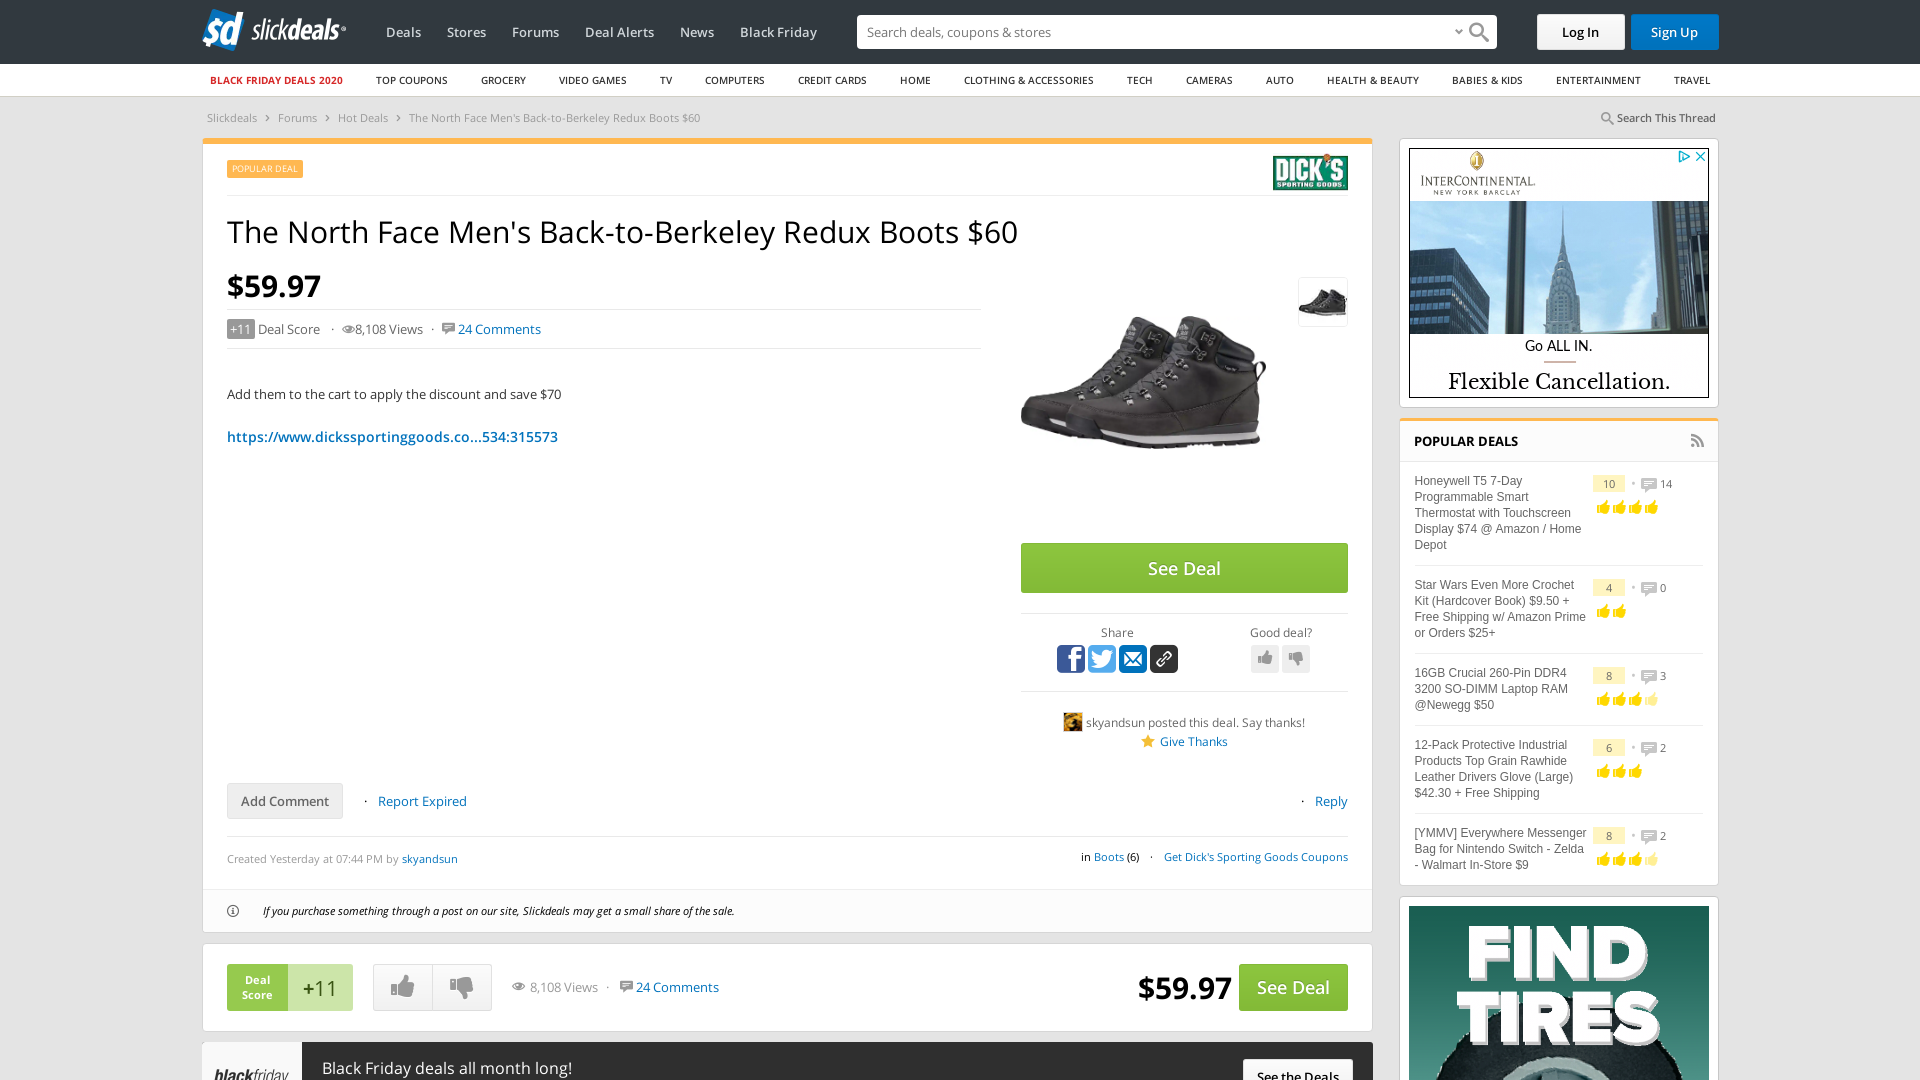 sd slickdeals
Deals Stores Forums Deal Alerts News Black Friday
Search deals, coupons & shops
Log In
Sign Up
BLACK FRIDAY DEALS 2020 TOP COUPONS GROCERY VIDEO GAMES TV COMPUTERS CREDIT CARDS HOME CLOTHING & ACCESSORIES TECH CAMERAS AUTO HEALTH & BEAUTY BABIES & KIDS ENTERTAINMENT TRAVEL
Slickdeals › Forums › Hot Deals › The North Face Men's Back-to-Berkeley Redux Boots $60
Search This Thread
POPULAR DEAL
DICK'S
SPORTING GOODS
The North Face Men's Back-to-Berkeley Redux Boots $60
$59.97
+11 Deal Score · 8,108 Views · 24 Comments
Add them to the cart to apply the discount and save $70
https://www.dickssportinggoods.co...534:315573
See Deal
Share
Good deal?
skyandsun posted this deal. Say thanks!
Give Thanks
Add Comment · Report Expired
· Reply
Created Yesterday at 07:44 PM by skyandsun
in Boots (6) · Get Dick's Sporting Goods Coupons
If you purchase something through a post on our site, Slickdeals may get a small share of the sale.
Deal
Score
+11
8,108 Views · 24 Comments
$59.97
See Deal
blackfriday
Black Friday deals all month long!
See the Deals
INTERCONTINENTAL.
NEW YORK BARCLAY
Go ALL IN.
Flexible Cancellation.
POPULAR DEALS
Honeywell T5 7-Day
Programmable Smart
Thermostat with Touchscreen
Display $74 @ Amazon / Home
Depot
10 • 14
Star Wars Even More Crochet
Kit (Hardcover Book) $9.50 +
Free Shipping w/ Amazon Prime
or Orders $25+
4 • 0
16GB Crucial 260-Pin DDR4
3200 SO-DIMM Laptop RAM
@Newegg $50
8 • 3
12-Pack Protective Industrial
Products Top Grain Rawhide
Leather Drivers Glove (Large)
$42.30 + Free Shipping
6 • 2
[YMMV] Everywhere Messenger
Bag for Nintendo Switch - Zelda
- Walmart In-Store $9
8 • 2
FIND
TIRES